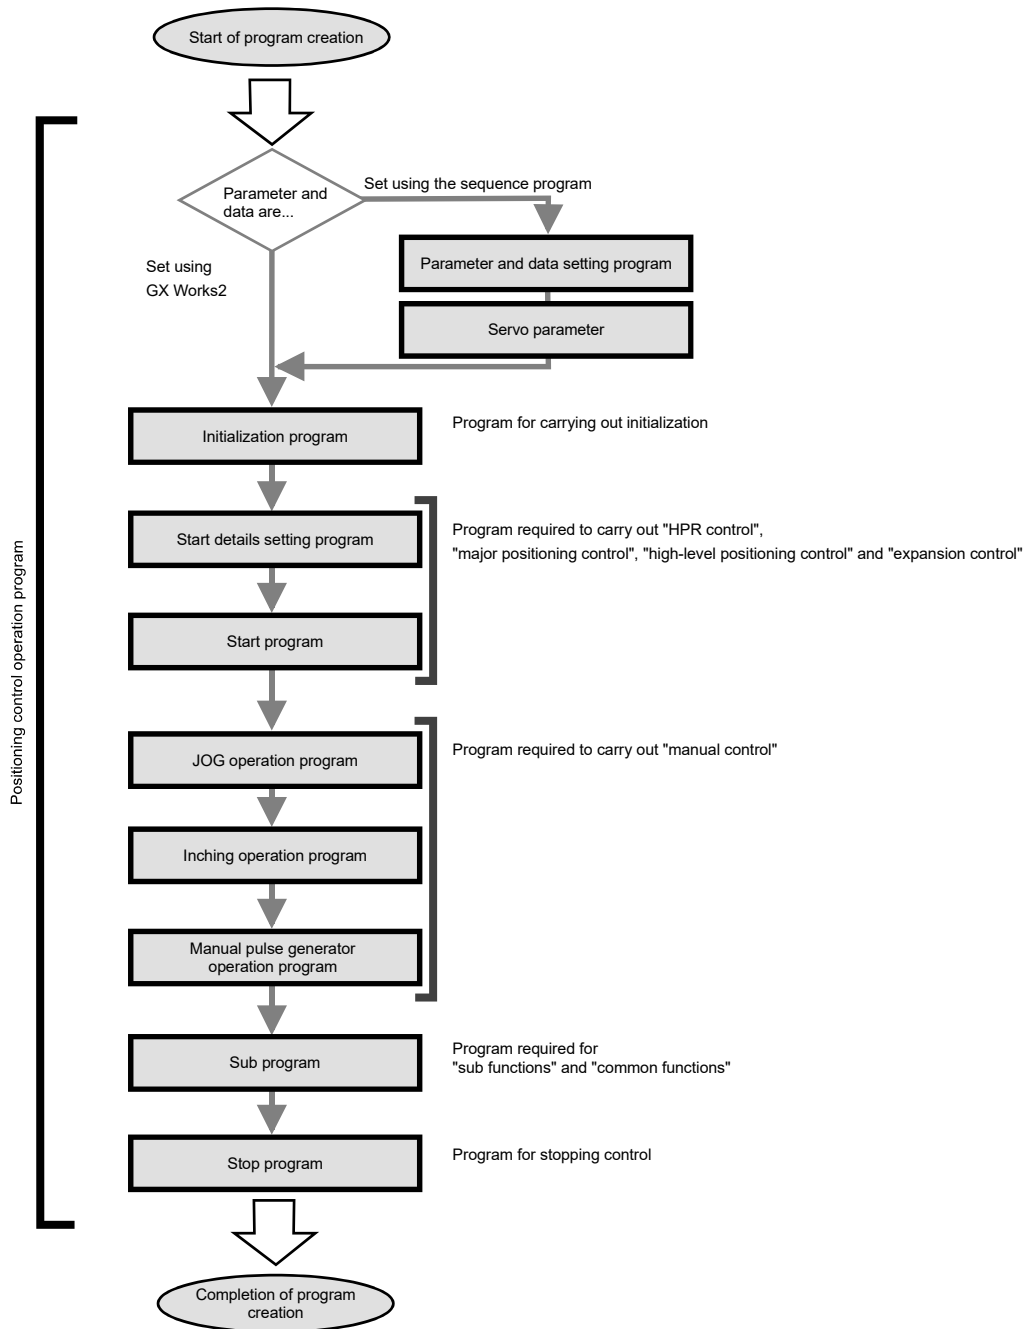 Start of program creation
Parameter and
data are...
Set using the sequence program
Parameter and data setting program
Set using
GX Works2
Servo parameter
Initialization program
Program for carrying out initialization
Start details setting program
Program required to carry out "HPR control",
"major positioning control", "high-level positioning control" and "expansion control"
Start program
Positioning control operation program
JOG operation program
Program required to carry out "manual control"
Inching operation program
Manual pulse generator
operation program
Sub program
Program required for
"sub functions" and "common functions"
Stop program
Program for stopping control
Completion of program
creation